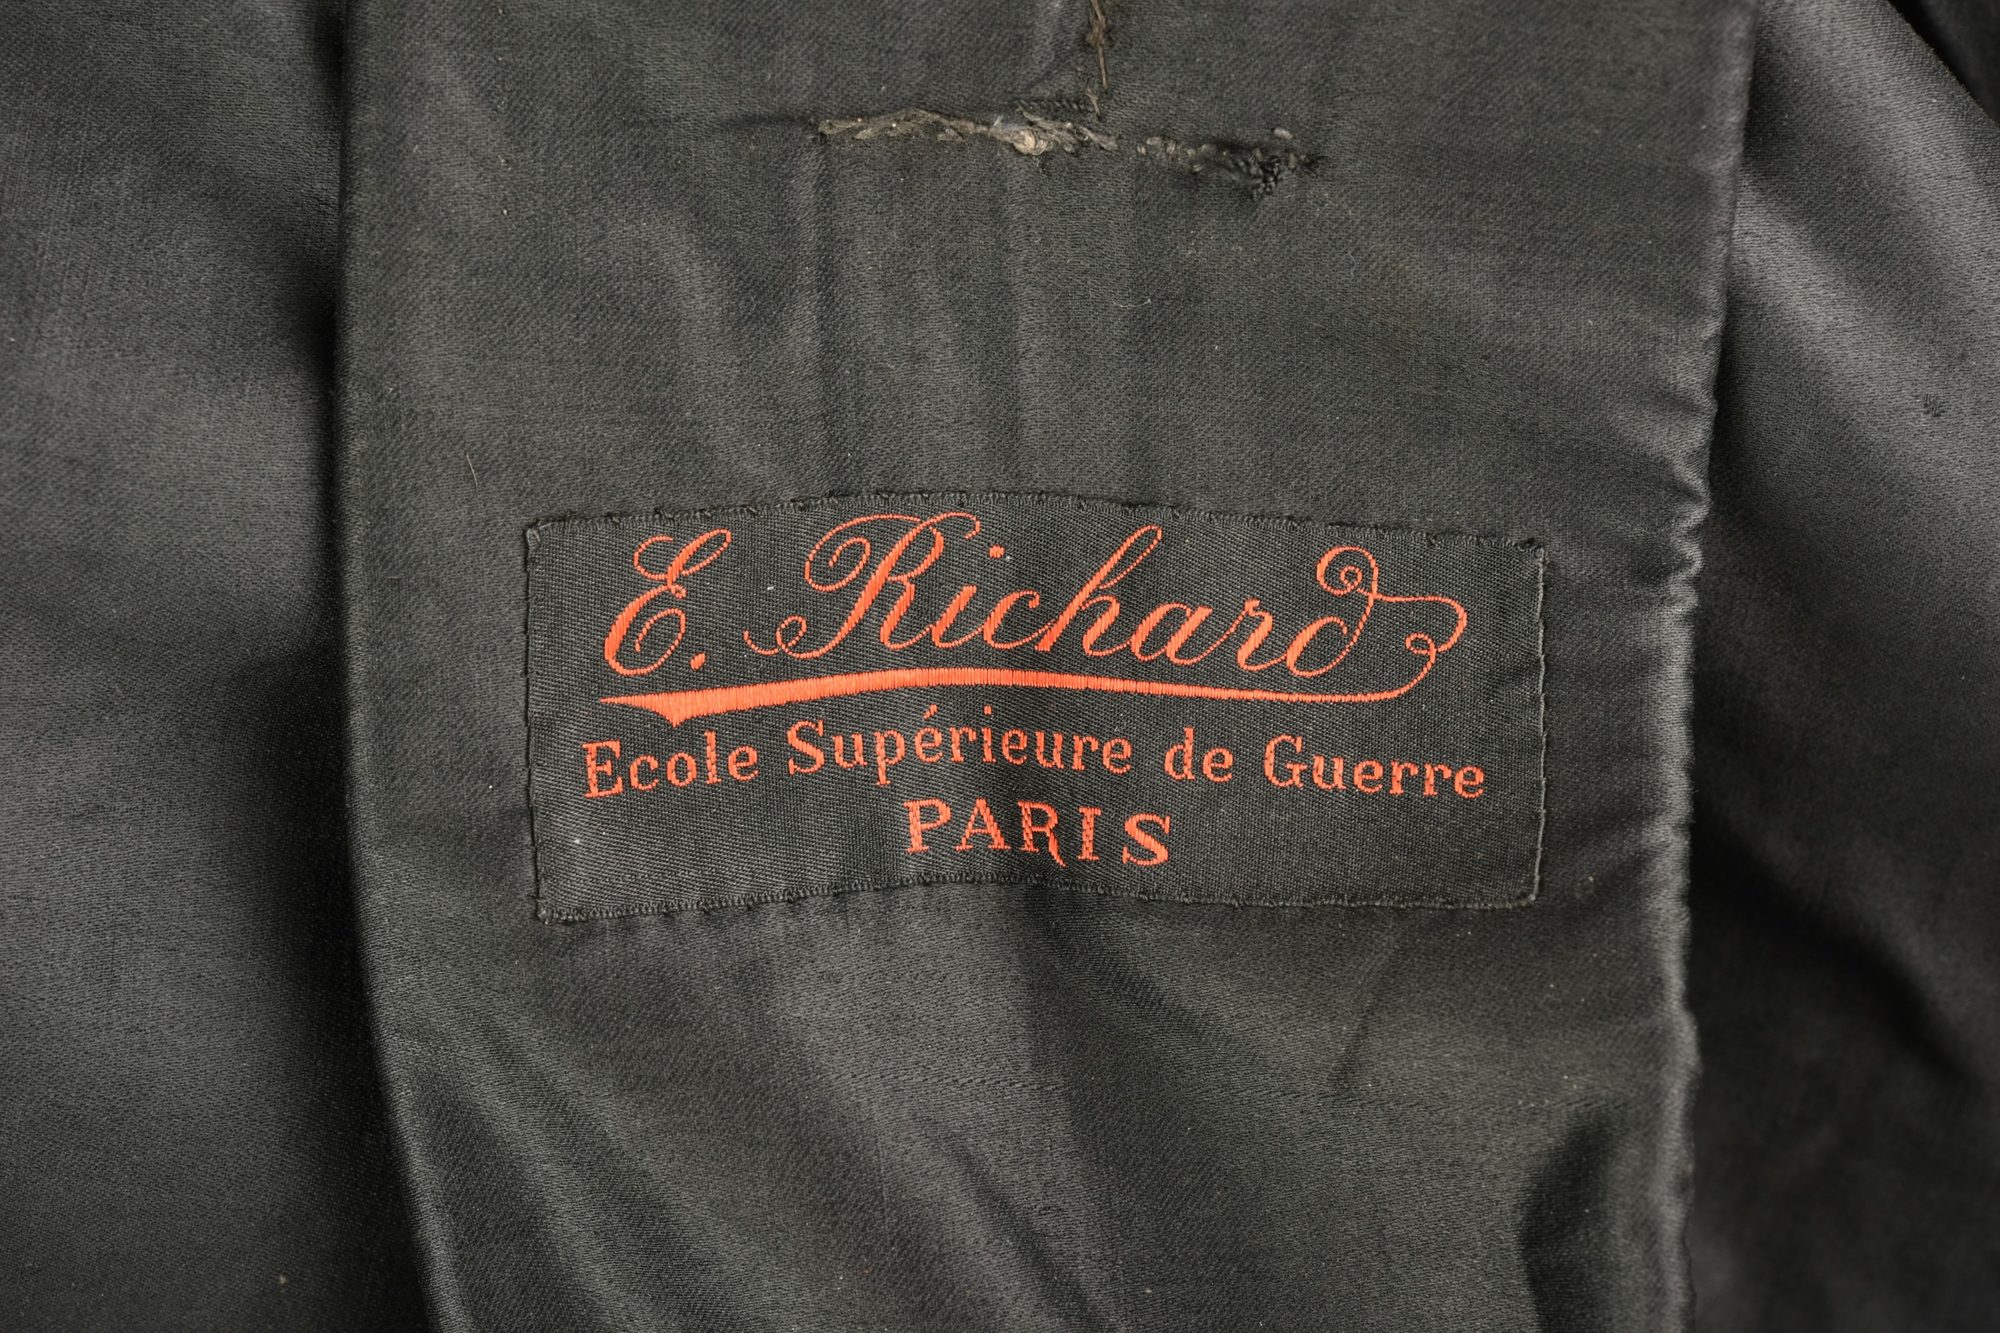 E. Richard
Ecole Supérieure de Guerre
PARIS